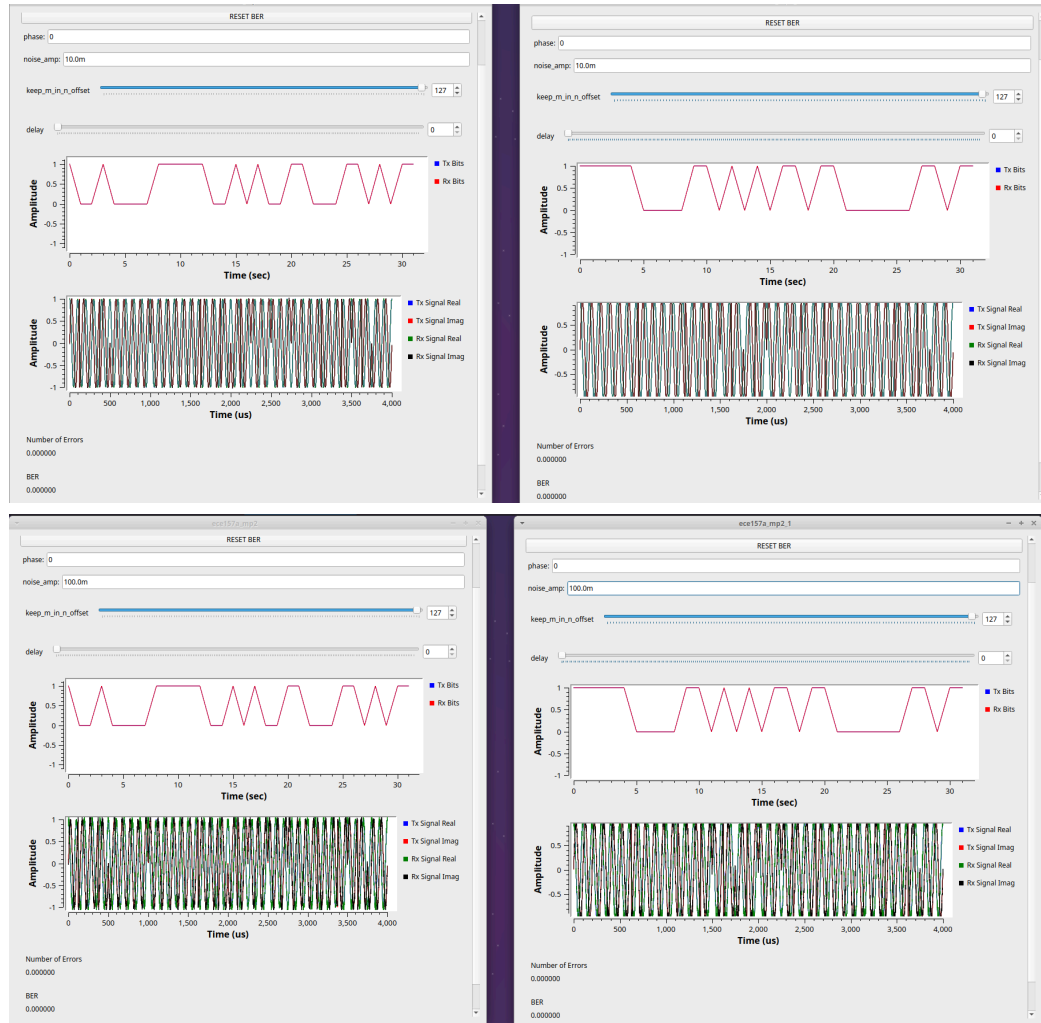 RESET BER
phase: 0
noise_amp: 10.0m
keep_m_in_n_offset 127
delay 0
1
0.5
0
-0.5
-1
Amplitude
0 5 10 15 20 25 30
Time (sec)
Tx Bits
Rx Bits
1
0.5
0
-0.5
-1
Amplitude
0 500 1,000 1,500 2,000 2,500 3,000 3,500 4,000
Time (us)
Tx Signal Real
Tx Signal Imag
Rx Signal Real
Rx Signal Imag
Number of Errors
0.000000
BER
0.000000
RESET BER
phase: 0
noise_amp: 10.0m
keep_m_in_n_offset 127
delay 0
1
0.5
0
-0.5
-1
Amplitude
0 5 10 15 20 25 30
Time (sec)
Tx Bits
Rx Bits
0.5
0
-0.5
Amplitude
0 500 1,000 1,500 2,000 2,500 3,000 3,500 4,000
Time (us)
Tx Signal Real
Tx Signal Imag
Rx Signal Real
Rx Signal Imag
Number of Errors
0.000000
BER
0.000000
ece157a_mp2
RESET BER
phase: 0
noise_amp: 100.0m
keep_m_in_n_offset 127
delay 0
1
0.5
0
-0.5
-1
Amplitude
0 5 10 15 20 25 30
Time (sec)
Tx Bits
Rx Bits
1
0.5
0
-0.5
-1
Amplitude
0 500 1,000 1,500 2,000 2,500 3,000 3,500 4,000
Time (us)
Tx Signal Real
Tx Signal Imag
Rx Signal Real
Rx Signal Imag
Number of Errors
0.000000
BER
0.000000
ece157a_mp2_1
RESET BER
phase: 0
noise_amp: 100.0m
keep_m_in_n_offset 127
delay 0
1
0.5
0
-0.5
-1
Amplitude
0 5 10 15 20 25 30
Time (sec)
Tx Bits
Rx Bits
0.5
0
-0.5
Amplitude
0 500 1,000 1,500 2,000 2,500 3,000 3,500 4,000
Time (us)
Tx Signal Real
Tx Signal Imag
Rx Signal Real
Rx Signal Imag
Number of Errors
0.000000
BER
0.000000